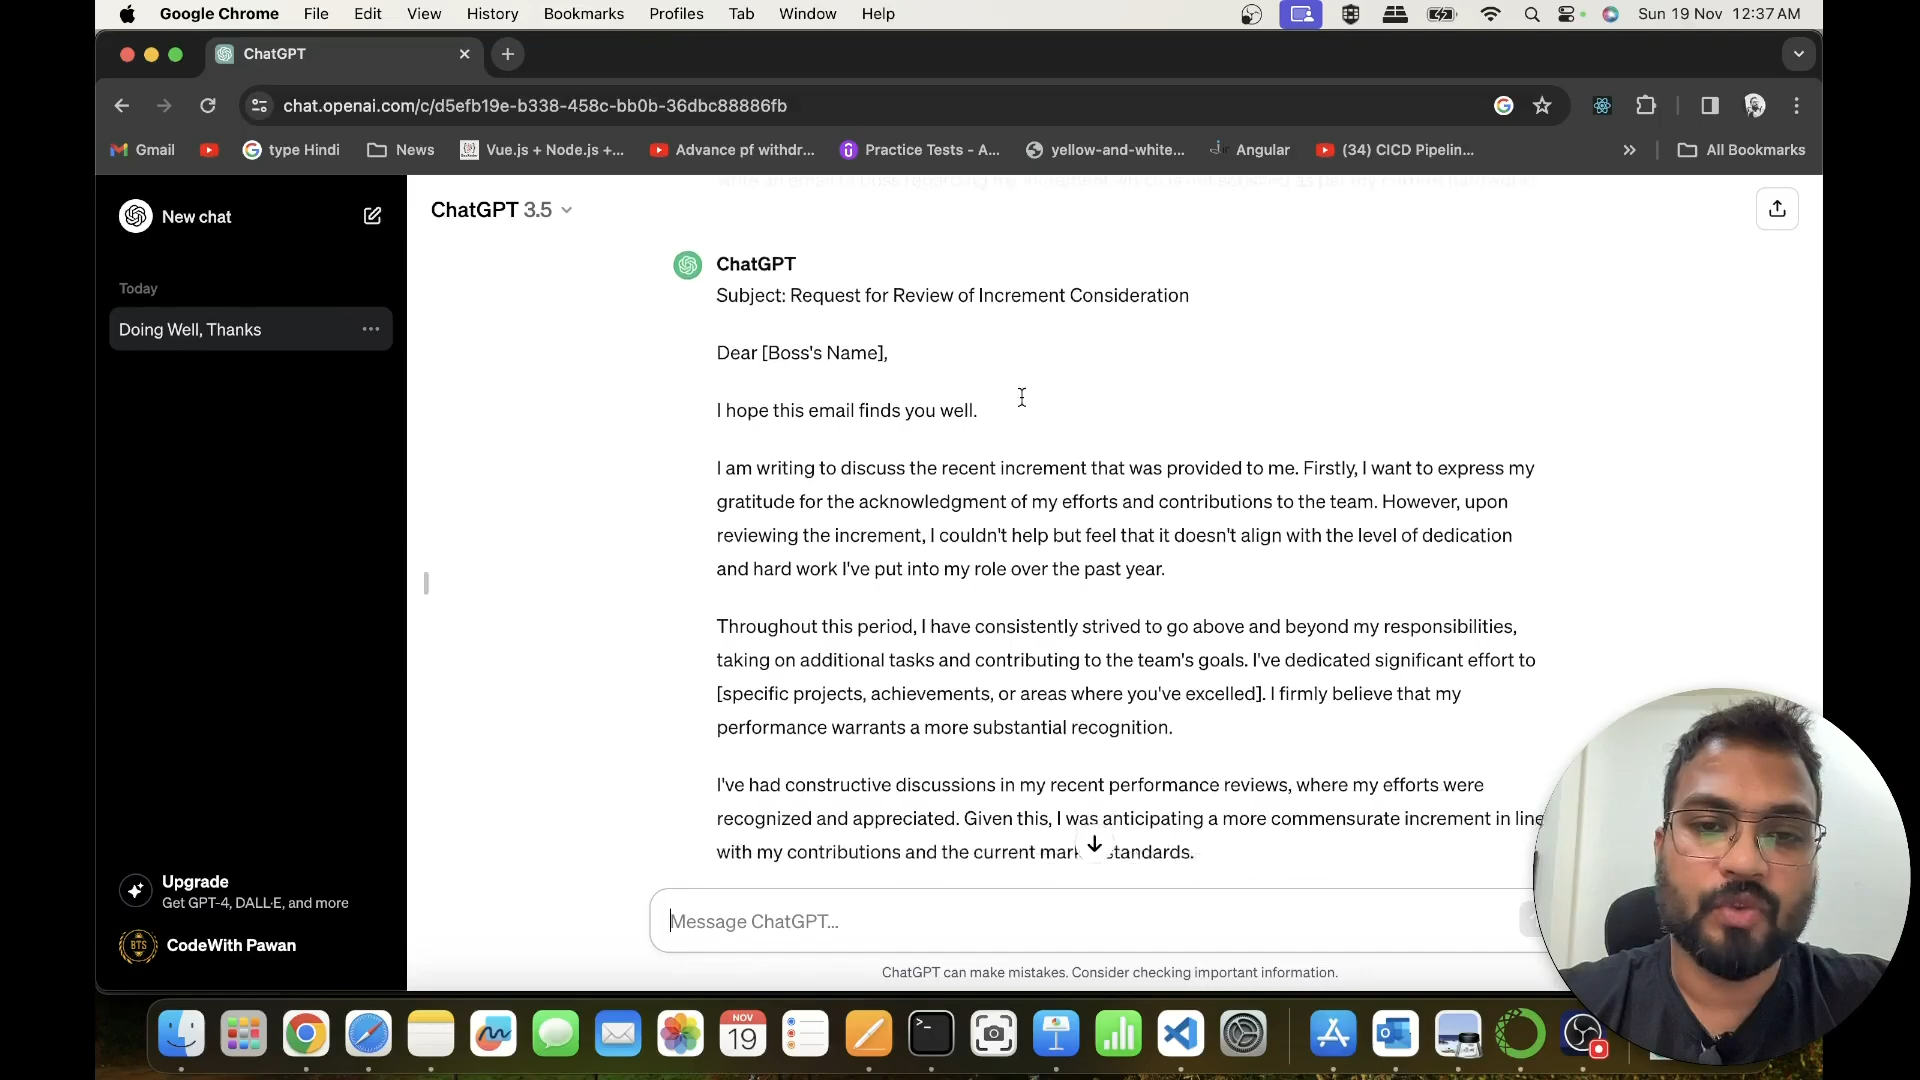 Google Chrome File Edit View History Bookmarks Profiles Tab Window Help Sun 19 Nov 12:37 AM
ChatGPT
chat.openai.com/c/d5efb19e-b338-458c-bb0b-36dbc88886fb
Gmail type Hindi News Vue.js + Node.js +... Advance pf withdr... Practice Tests - A... yellow-and-white... Angular (34) CICD Pipelin... All Bookmarks
New chat
Today
Doing Well, Thanks
Upgrade
Get GPT-4, DALL·E, and more
BTS
CodeWith Pawan
ChatGPT 3.5
ChatGPT
Subject: Request for Review of Increment Consideration
Dear [Boss's Name],
I hope this email finds you well.
I am writing to discuss the recent increment that was provided to me. Firstly, I want to express my
gratitude for the acknowledgment of my efforts and contributions to the team. However, upon
reviewing the increment, I couldn't help but feel that it doesn't align with the level of dedication
and hard work I've put into my role over the past year.
Throughout this period, I have consistently strived to go above and beyond my responsibilities,
taking on additional tasks and contributing to the team's goals. I've dedicated significant effort to
[specific projects, achievements, or areas where you've excelled]. I firmly believe that my
performance warrants a more substantial recognition.
I've had constructive discussions in my recent performance reviews, where my efforts were
recognized and appreciated. Given this, I was anticipating a more commensurate increment in line
with my contributions and the current mar standards.
Message ChatGPT...
ChatGPT can make mistakes. Consider checking important information.
NOV
19